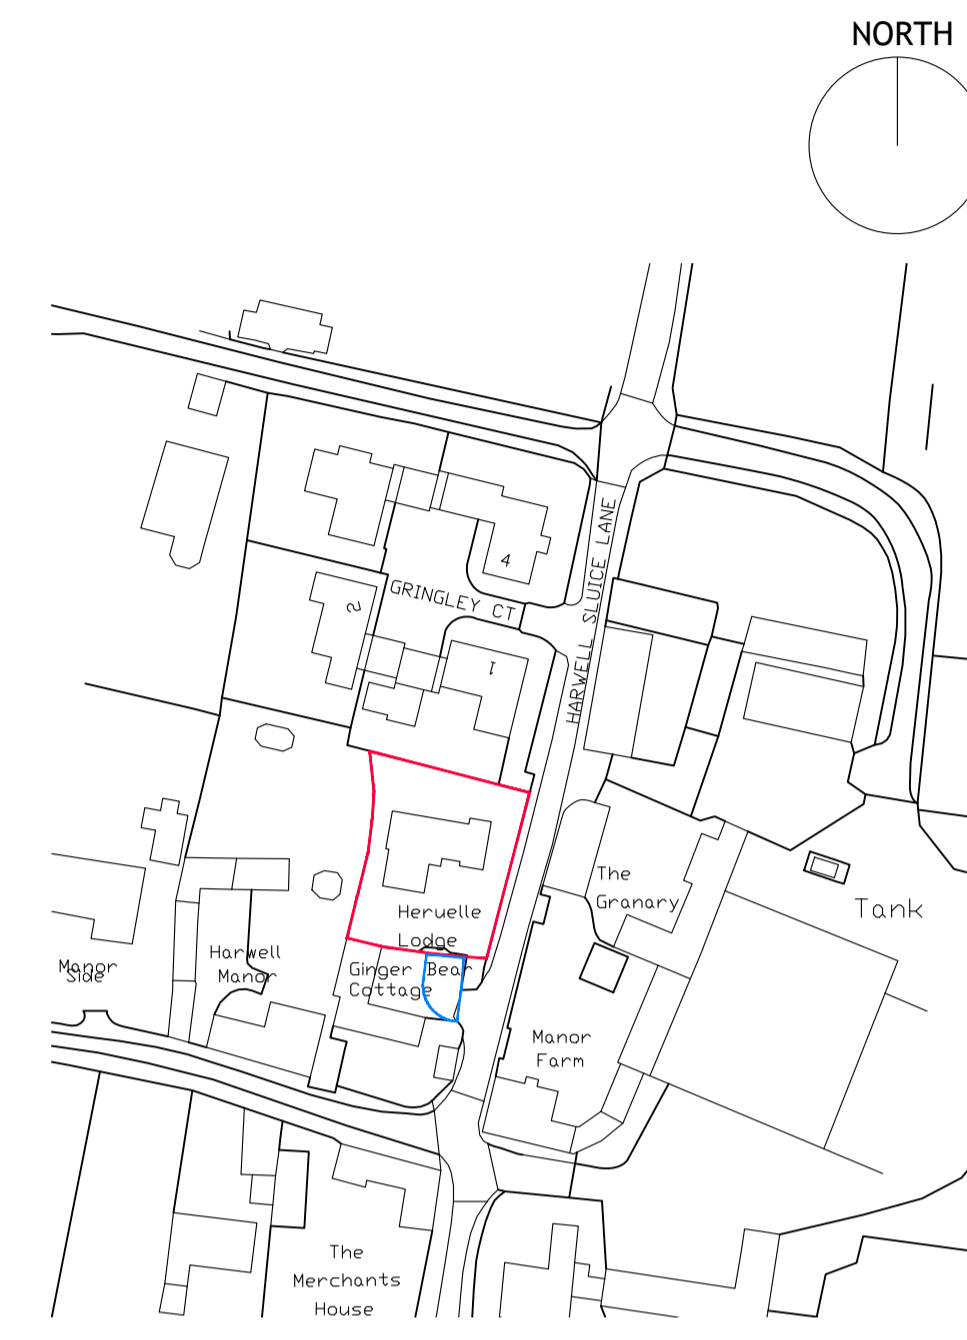 NORTH
4
GRINGLEY CT
2
1
HARWELL SLUICE LANE
The
Granary
Tank
Heruelle
Lodge
Harwell
Manor
Manor
Side
Ginger Bear
Cottage
Manor
Farm
The
Merchants
House